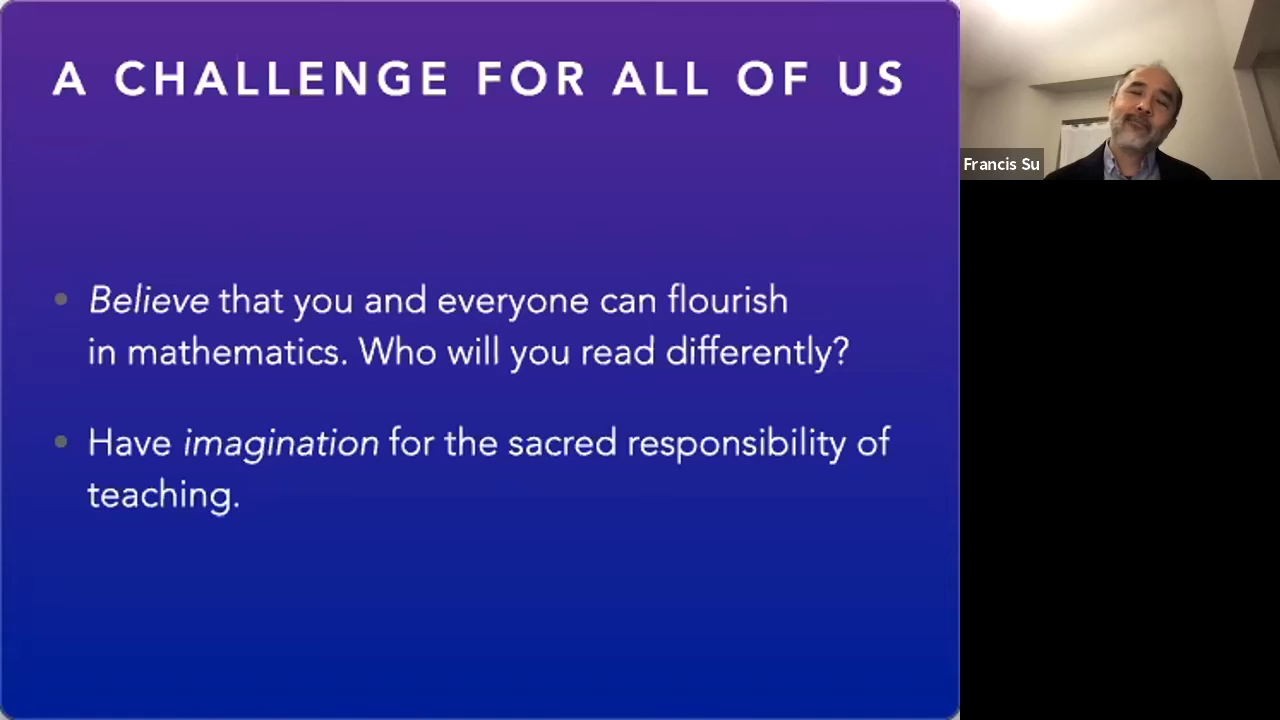 A CHALLENGE FOR ALL OF US
• Believe that you and everyone can flourish
in mathematics. Who will you read differently?
• Have imagination for the sacred responsibility of
teaching.
Francis Su